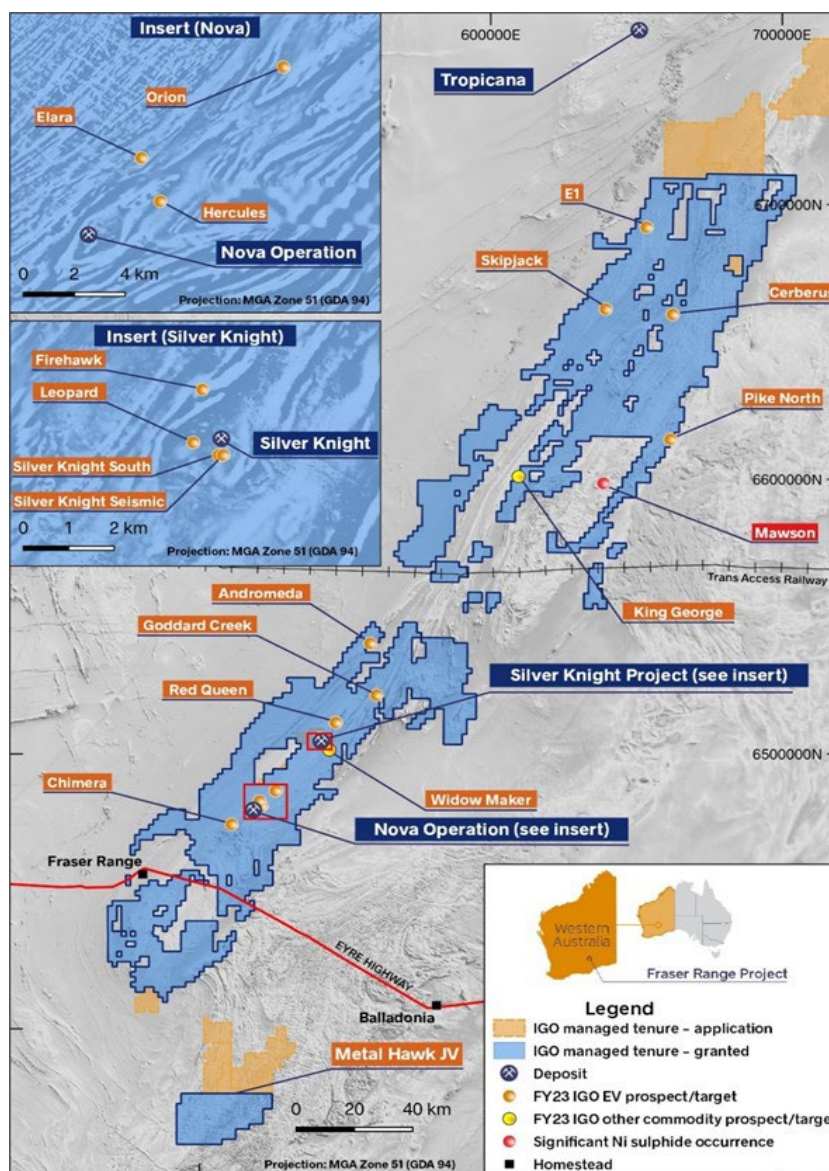 Insert (Nova)
Orion
Elara
Hercules
Nova Operation
0 2 4 km
Projection: MGA Zone 51 (GDA 94)
Insert (Silver Knight)
Firehawk
Leopard
Silver Knight
Silver Knight South
Silver Knight Seismic
0 1 2 km
Projection: MGA Zone 51 (GDA 94)
600000E
700000E
Tropicana
6700000N
E1
Skipjack
Cerberus
Pike North
6600000N
Mawson
Trans Access Railway
King George
Andromeda
Goddard Creek
Silver Knight Project (see insert)
Red Queen
6500000N
Chimera
Widow Maker
Nova Operation (see insert)
Fraser Range
EYRE HIGHWAY
Balladonia
Metal Hawk JV
0 20 40 km
Projection: MGA Zone 51 (GDA 94)
Western
Australia
Fraser Range Project
Legend
IGO managed tenure – application
IGO managed tenure – granted
Deposit
FY23 IGO EV prospect/target
FY23 IGO other commodity prospect/target
Significant Ni sulphide occurrence
Homestead